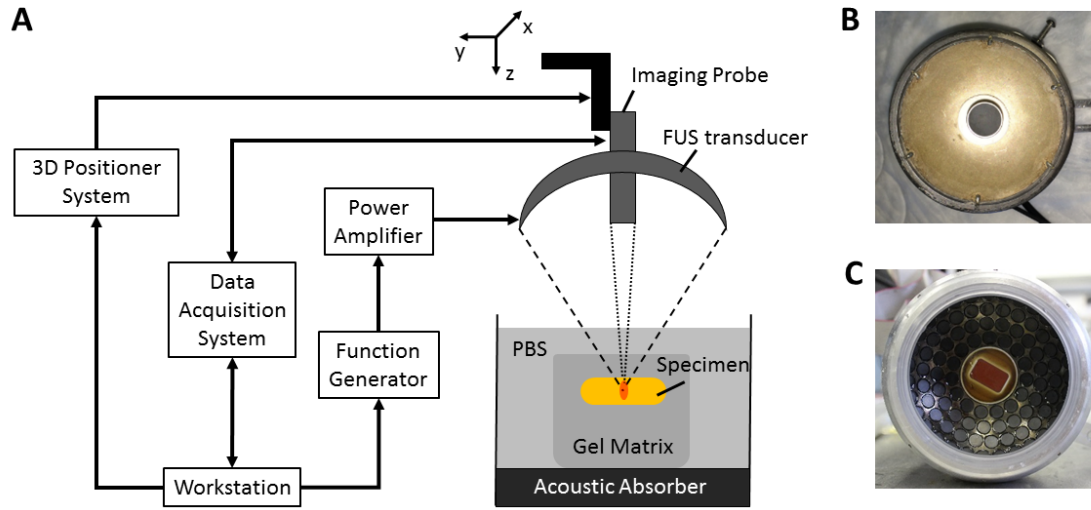 A
B
x
y
z
Imaging Probe
FUS transducer
3D Positioner
System
Power
Amplifier
C
Data
Acquisition
System
Function
Generator
PBS
Specimen
Gel Matrix
Workstation
Acoustic Absorber